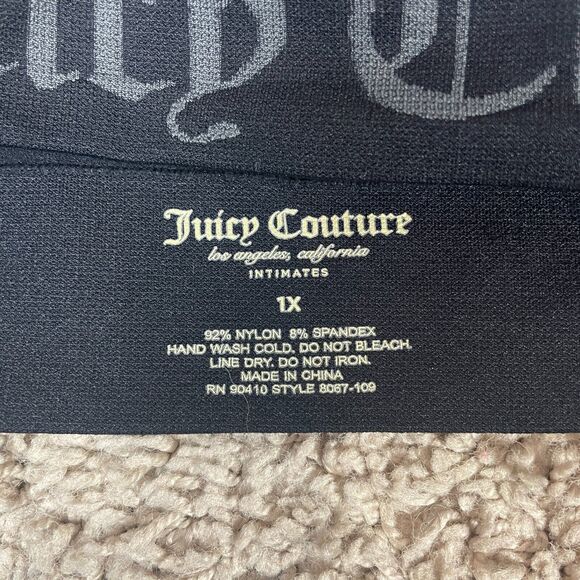 Juicy Couture
los angeles, california
INTIMATES
1X
92% NYLON 8% SPANDEX
HAND WASH COLD. DO NOT BLEACH.
LINE DRY. DO NOT IRON.
MADE IN CHINA
RN 90410 STYLE 8067-109